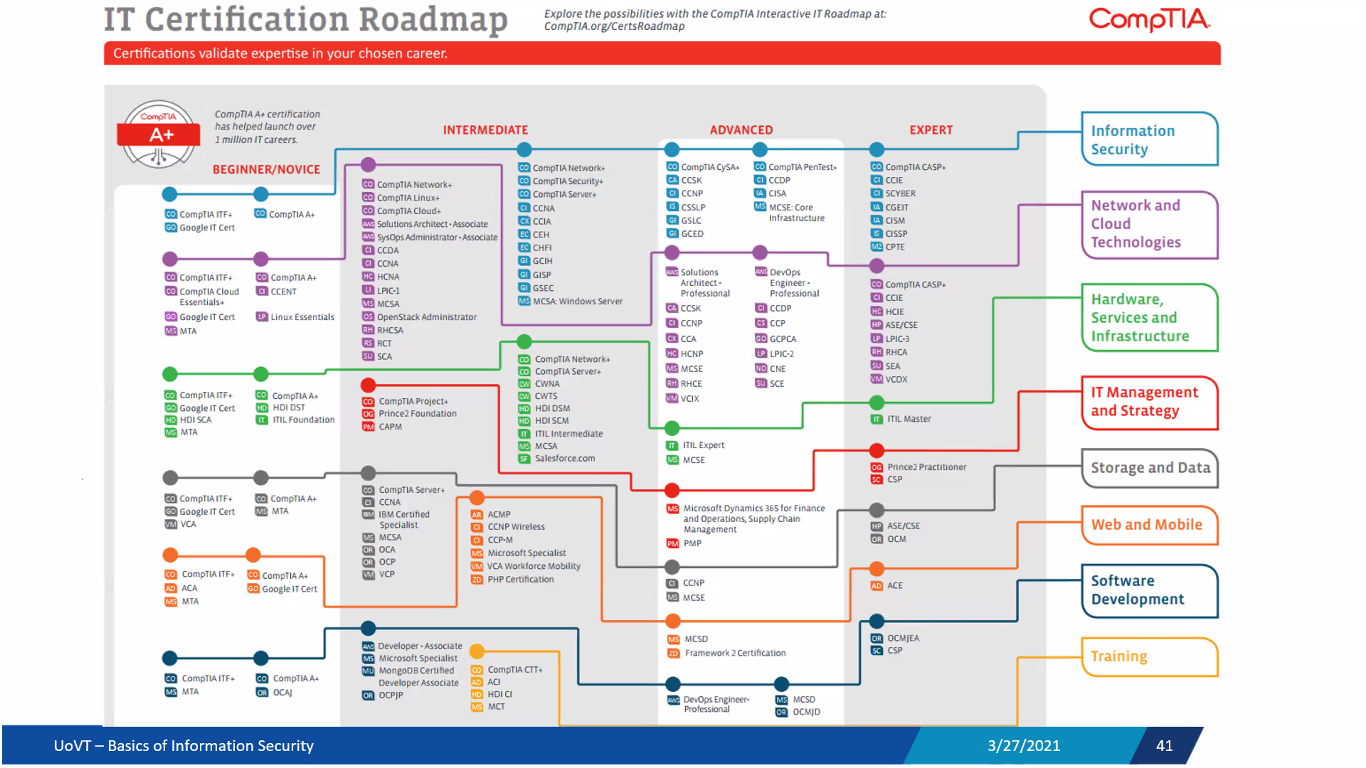 IT Certification Roadmap
Explore the possibilities with the CompTIA Interactive IT Roadmap at:
CompTIA.org/CertsRoadmap
CompTIA.
Certifications validate expertise in your chosen career.
CompTIA
A+
CompTIA A+ certification
has helped launch over
1 million IT careers.
BEGINNER/NOVICE
INTERMEDIATE
ADVANCED
EXPERT
Information
Security
CO CompTIA ITF+
GO Google IT Cert
CO CompTIA A+
CO CompTIA Network+
CO CompTIA Security+
CO CompTIA Server+
CI CCNA
CX CCIA
EC CEH
EC CHFI
GI GCIH
GI GISP
GI GSEC
MS MCSA: Windows Server
CO CompTIA CySA+
CA CCSK
CI CCNP
IS CSSLP
GI GSLC
GI GCED
CO CompTIA PenTest+
CI CCDP
IA CISA
MS MCSE: Core
Infrastructure
CO CompTIA CASP+
CI CCIE
CI SCYBER
IA CGEIT
IA CISM
IS CISSP
M2 CPTE
Network and
Cloud
Technologies
CO CompTIA ITF+
CO CompTIA Cloud
Essentials+
GO Google IT Cert
MS MTA
CO CompTIA A+
CI CCENT
LP Linux Essentials
CO CompTIA Network+
CO CompTIA Linux+
CO CompTIA Cloud+
AWS Solutions Architect - Associate
AWS SysOps Administrator - Associate
CI CCDA
CI CCNA
HC HCNA
LI LPIC-1
MS MCSA
OS OpenStack Administrator
RH RHCSA
RS RCT
SU SCA
AWS Solutions
Architect -
Professional
CA CCSK
CI CCNP
CX CCA
HC HCNP
MS MCSE
RH RHCE
VM VCIX
AWS DevOps
Engineer -
Professional
CI CCDP
CS CCP
GO GCPCA
LP LPIC-2
NO CNE
SU SCE
CO CompTIA CASP+
CI CCIE
HC HCIE
HP ASE/CSE
LP LPIC-3
RH RHCA
SU SEA
VM VCDX
Hardware,
Services and
Infrastructure
CO CompTIA ITF+
GO Google IT Cert
HD HDI SCA
MS MTA
CO CompTIA A+
HD HDI DST
IT ITIL Foundation
CO CompTIA Network+
CO CompTIA Server+
CW CWNA
CW CWTS
HD HDI DSM
HD HDI SCM
IT ITIL Intermediate
MS MCSA
SF Salesforce.com
IT ITIL Expert
MS MCSE
IT ITIL Master
IT Management
and Strategy
CO CompTIA Project+
OG Prince2 Foundation
PM CAPM
MS Microsoft Dynamics 365 for Finance
and Operations, Supply Chain
Management
PM PMP
OG Prince2 Practitioner
SC CSP
Storage and Data
CO CompTIA ITF+
GO Google IT Cert
VM VCA
CO CompTIA A+
MS MTA
CO CompTIA Server+
CI CCNA
IBM IBM Certified
Specialist
MS MCSA
OR OCA
OR OCP
VM VCP
CI CCNP
MS MCSE
HP ASE/CSE
OR OCM
Web and Mobile
CO CompTIA ITF+
AD ACA
MS MTA
CO CompTIA A+
GO Google IT Cert
AR ACMP
CI CCNP Wireless
CI CCP-M
MS Microsoft Specialist
VM VCA Workforce Mobility
ZD PHP Certification
MS MCSD
ZD Framework 2 Certification
AD ACE
Software
Development
CO CompTIA ITF+
MS MTA
CO CompTIA A+
OR OCAJ
AWS Developer - Associate
MS Microsoft Specialist
MU MongoDB Certified
Developer Associate
OR OCPJP
AWS DevOps Engineer-
Professional
MS MCSD
OR OCMJD
OR OCMJEA
SC CSP
Training
CO CompTIA CTT+
AD ACI
HD HDI CI
MS MCT
UoVT – Basics of Information Security
3/27/2021
41